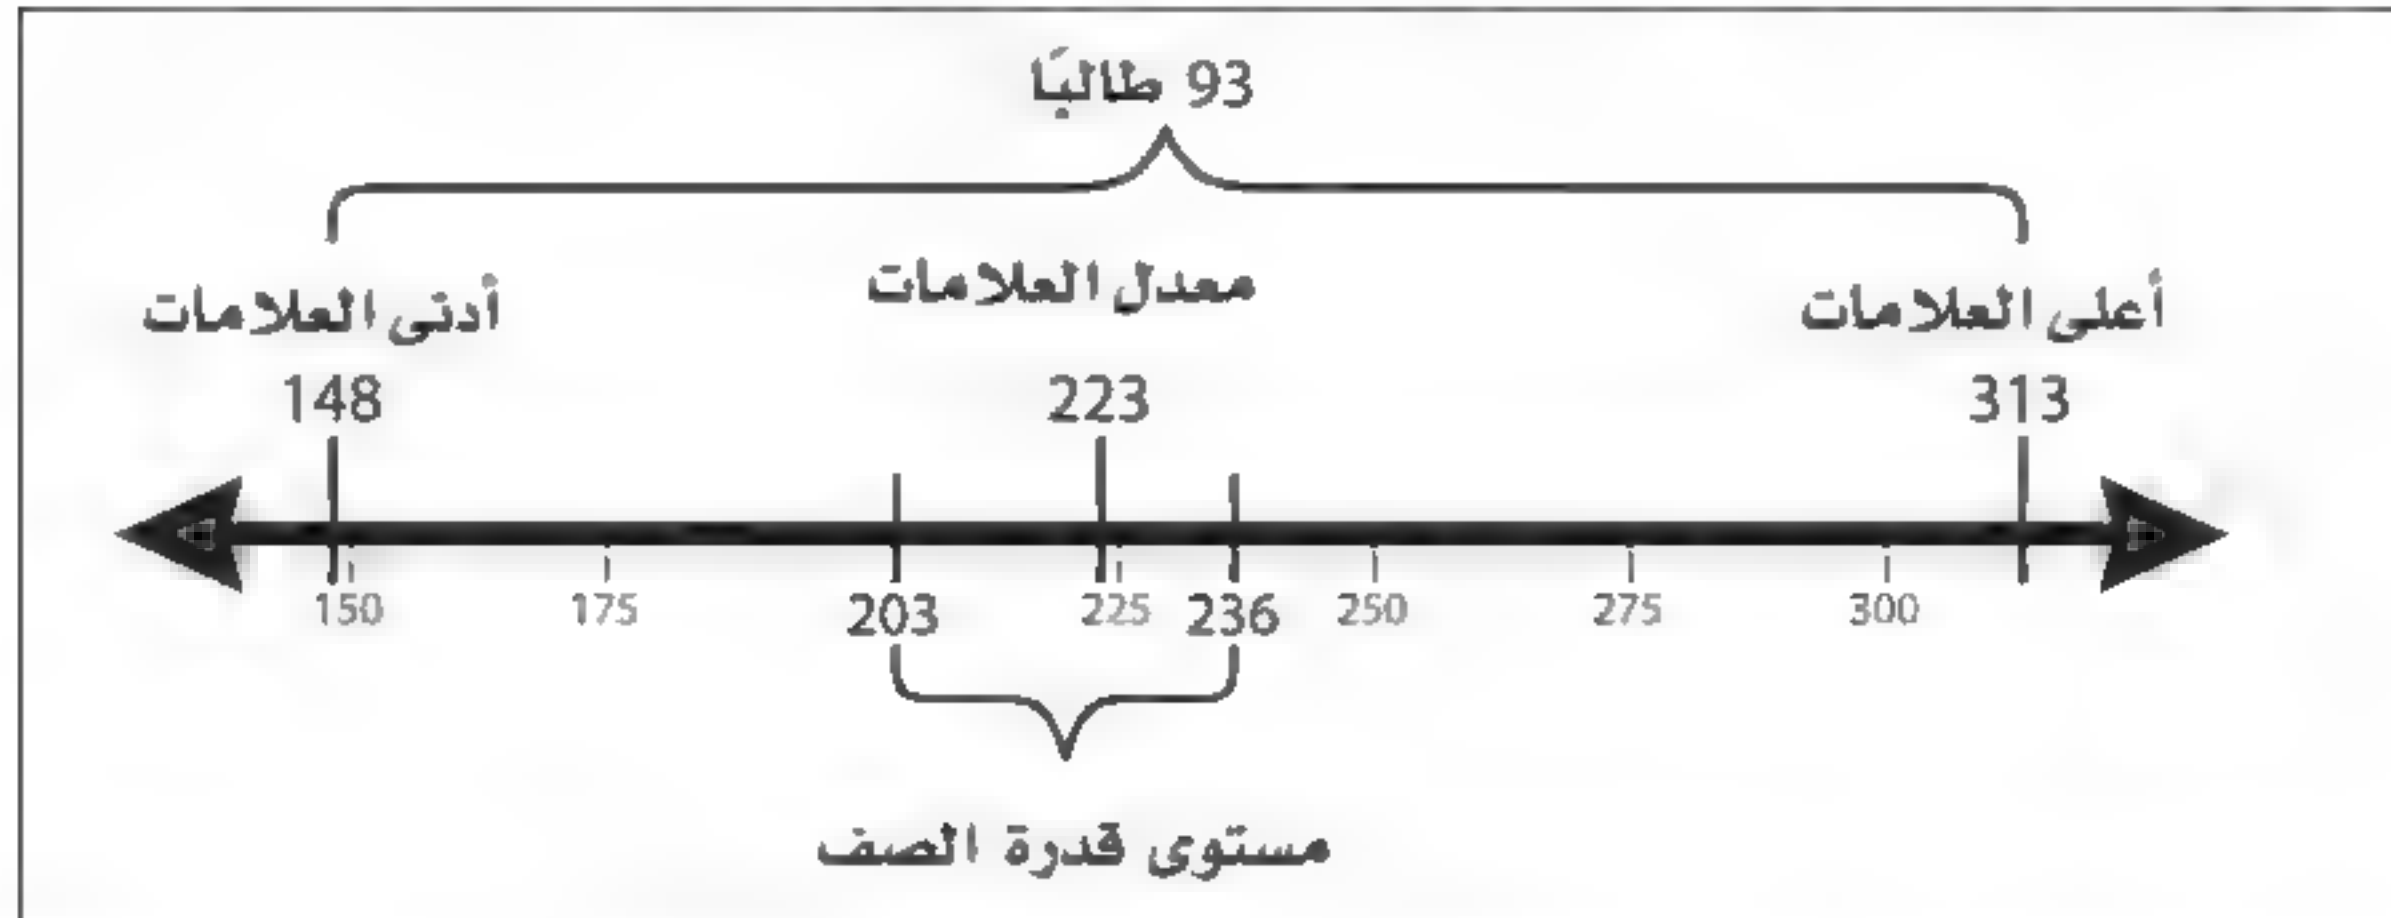 93 طالبًا
أدنى العلامات
معدل العلامات
أعلى العلامات
148 223 313
150 175 203 225 236 250 275 300
مستوى قدرة الصف